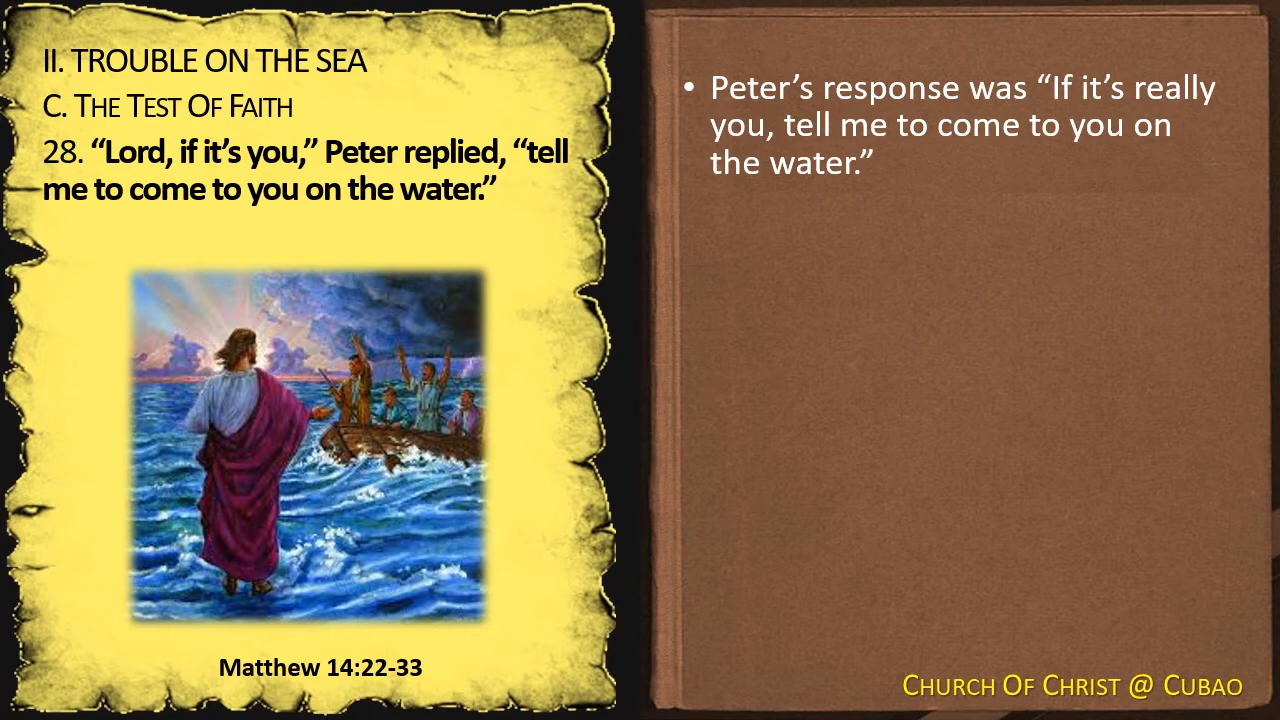 II. TROUBLE ON THE SEA
C. THE TEST OF FAITH
28. “Lord, if it’s you,” Peter replied, “tell
me to come to you on the water.”
Matthew 14:22-33
• Peter’s response was “If it’s really
you, tell me to come to you on
the water.”
CHURCH OF CHRIST @ CUBAO